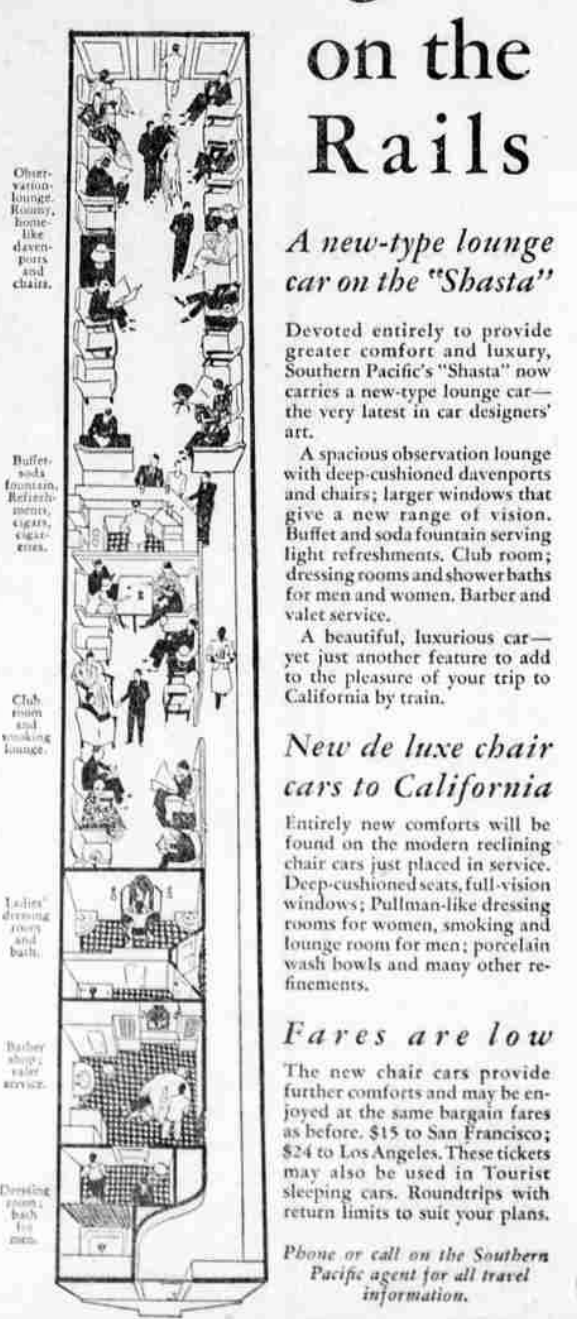 on the
Rails
A new-type lounge
car on the "Shasta"
Devoted entirely to provide
greater comfort and luxury,
Southern Pacific's "Shasta" now
carries a new-type lounge car—
the very latest in car designers'
art.
A spacious observation lounge
with deep-cushioned davenports
and chairs; larger windows that
give a new range of vision.
Buffet and soda fountain serving
light refreshments. Club room;
dressing rooms and shower baths
for men and women. Barber and
valet service.
A beautiful, luxurious car—
yet just another feature to add
to the pleasure of your trip to
California by train.
New de luxe chair
cars to California
Entirely new comforts will be
found on the modern reclining
chair cars just placed in service.
Deep-cushioned seats, full-vision
windows; Pullman-like dressing
rooms for women, smoking and
lounge room for men; porcelain
wash bowls and many other re-
finements.
Fares are low
The new chair cars provide
further comforts and may be en-
joyed at the same bargain fares
as before. $15 to San Francisco;
$24 to Los Angeles. These tickets
may also be used in Tourist
sleeping cars. Roundtrips with
return limits to suit your plans.
Phone or call on the Southern
Pacific agent for all travel
information.
Obser-
vation-
lounge.
Roomy,
home-
like
daven-
ports
and
chairs.
Buffet-
soda
fountain.
Refresh-
ments,
cigars,
cigar-
ettes.
Club
room
and
smoking
lounge.
Ladies'
dressing
room
and
bath.
Barber
shop;
valet
service.
Dressing
room;
bath
for
men.